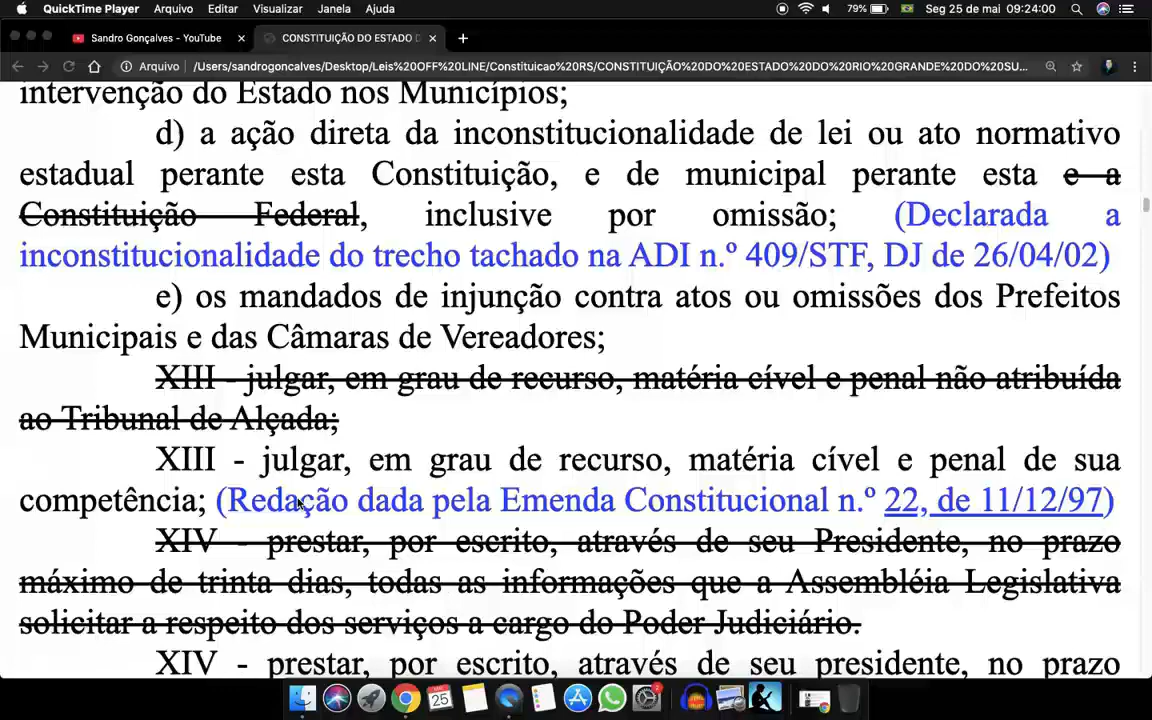 QuickTime Player Arquivo Editar Visualizar Janela Ajuda 79% Seg 25 de mai 09:24:00
Sandro Gonçalves - YouTube CONSTITUIÇÃO DO ESTADO D
Arquivo /Users/sandrogoncalves/Desktop/Leis%20OFF%20LINE/Constituicao%20RS/CONSTITUIÇÃO%20DO%20ESTADO%20DO%20RIO%20GRANDE%20DO%20SU...
intervenção do Estado nos Municípios;
d) a ação direta da inconstitucionalidade de lei ou ato normativo
estadual perante esta Constituição, e de municipal perante esta e a
Constituição Federal, inclusive por omissão; (Declarada a
inconstitucionalidade do trecho tachado na ADI n.º 409/STF, DJ de 26/04/02)
e) os mandados de injunção contra atos ou omissões dos Prefeitos
Municipais e das Câmaras de Vereadores;
XIII - julgar, em grau de recurso, matéria cível e penal não atribuída
ao Tribunal de Alçada;
XIII - julgar, em grau de recurso, matéria cível e penal de sua
competência; (Redação dada pela Emenda Constitucional n.º 22, de 11/12/97)
XIV - prestar, por escrito, através de seu Presidente, no prazo
máximo de trinta dias, todas as informações que a Assembléia Legislativa
solicitar a respeito dos serviços a cargo do Poder Judiciário.
XIV - prestar, por escrito, através de seu presidente, no prazo
25